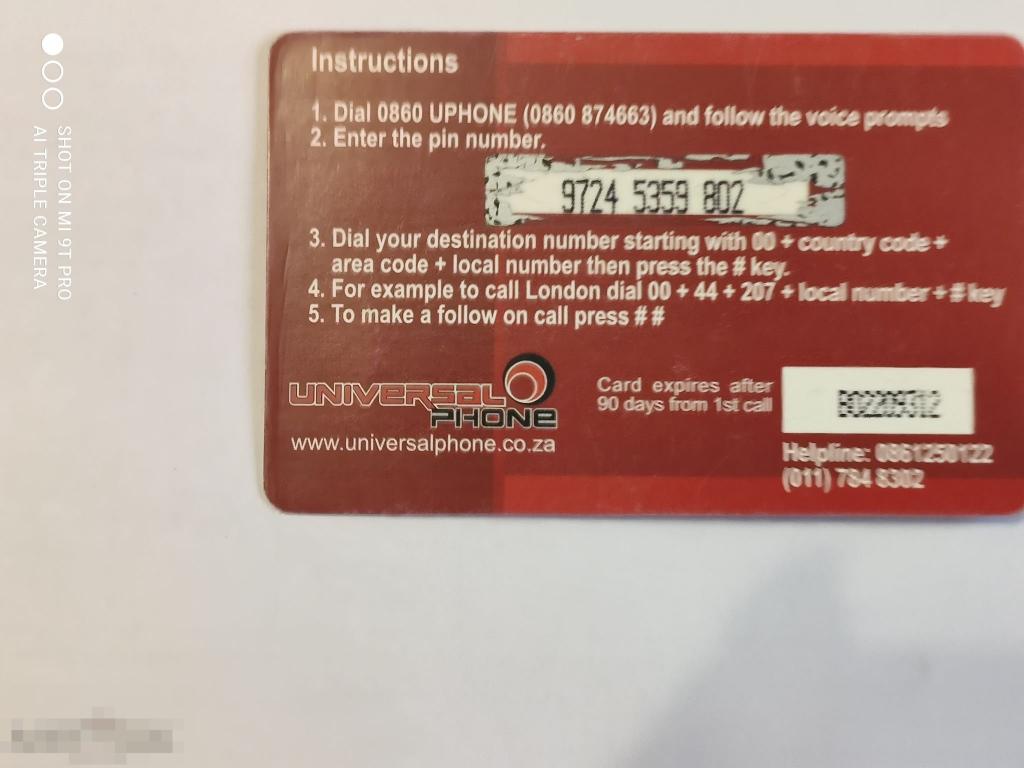 Instructions
1. Dial 0860 UPHONE (0860 874663) and follow the voice prompts
2. Enter the pin number.
9724 5359 802
3. Dial your destination number starting with 00 + country code +
area code + local number then press the # key.
4. For example to call London dial 00 + 44 + 207 + local number + # key
5. To make a follow on call press # #
UNIVERSAL
PHONE
www.universalphone.co.za
Card expires after
90 days from 1st call
B02209312
Helpline: 0861250122
(011) 784 8302
SHOT ON MI 9T PRO
AI TRIPLE CAMERA